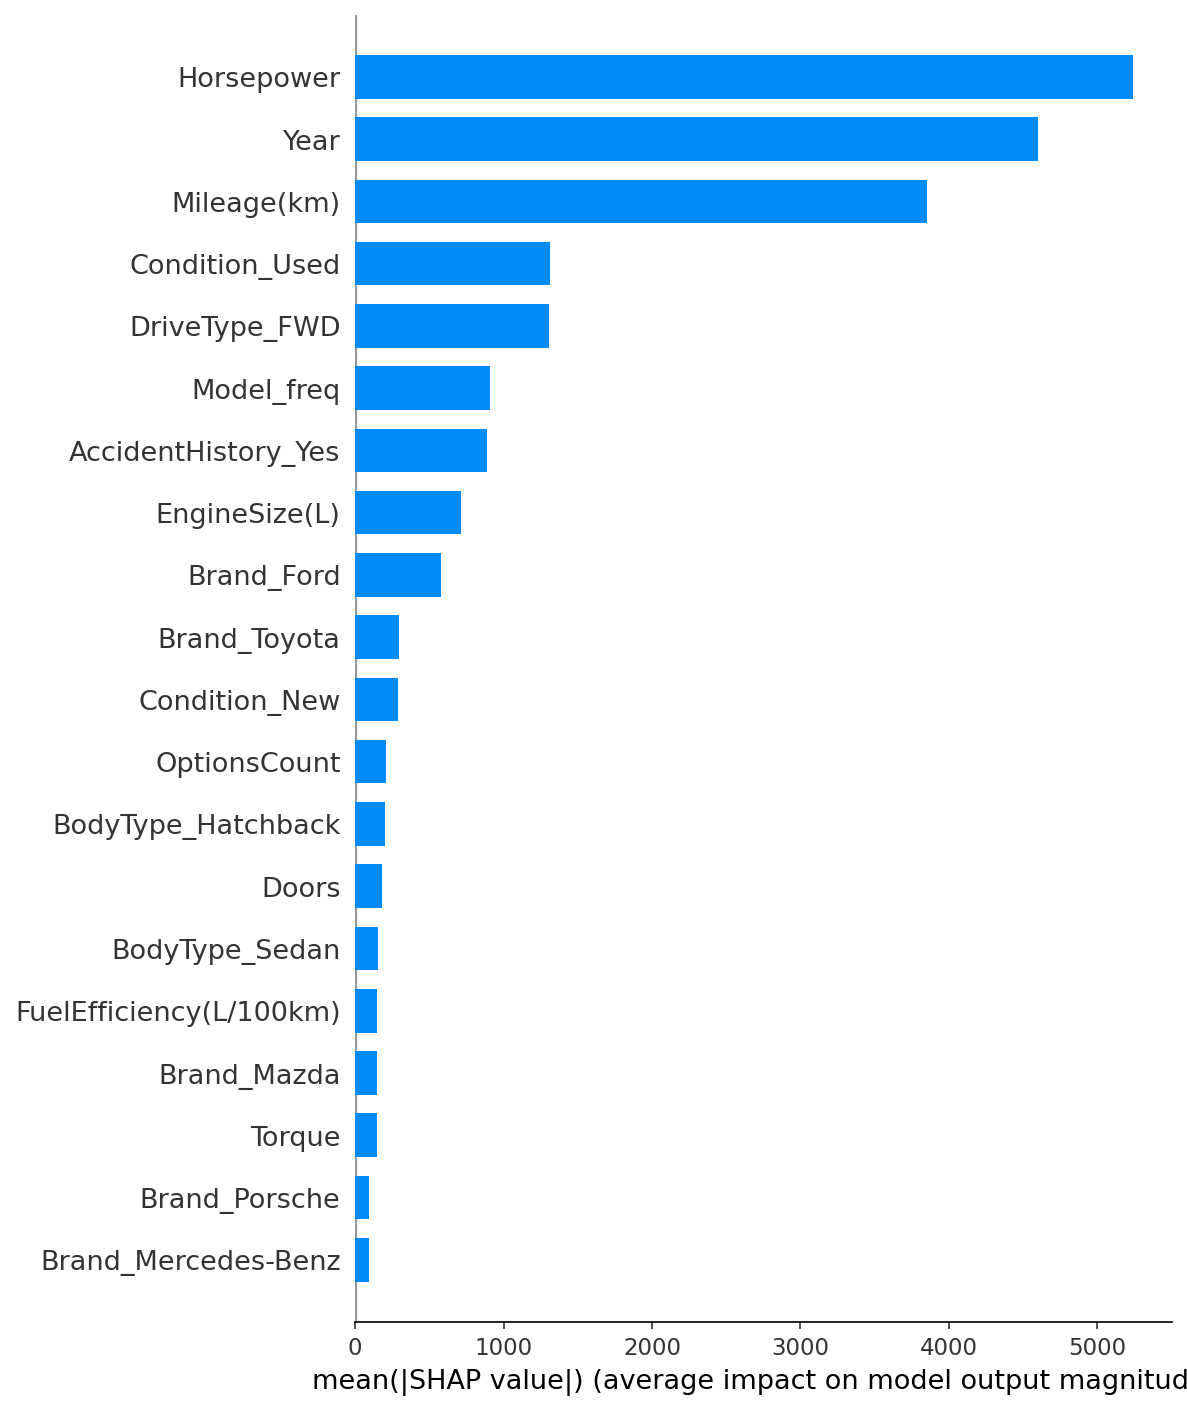 Horsepower
Year
Mileage(km)
Condition_Used
DriveType_FWD
Model_freq
AccidentHistory_Yes
EngineSize(L)
Brand_Ford
Brand_Toyota
Condition_New
OptionsCount
BodyType_Hatchback
Doors
BodyType_Sedan
FuelEfficiency(L/100km)
Brand_Mazda
Torque
Brand_Porsche
Brand_Mercedes-Benz
0 1000 2000 3000 4000 5000
mean(|SHAP value|) (average impact on model output magnitud